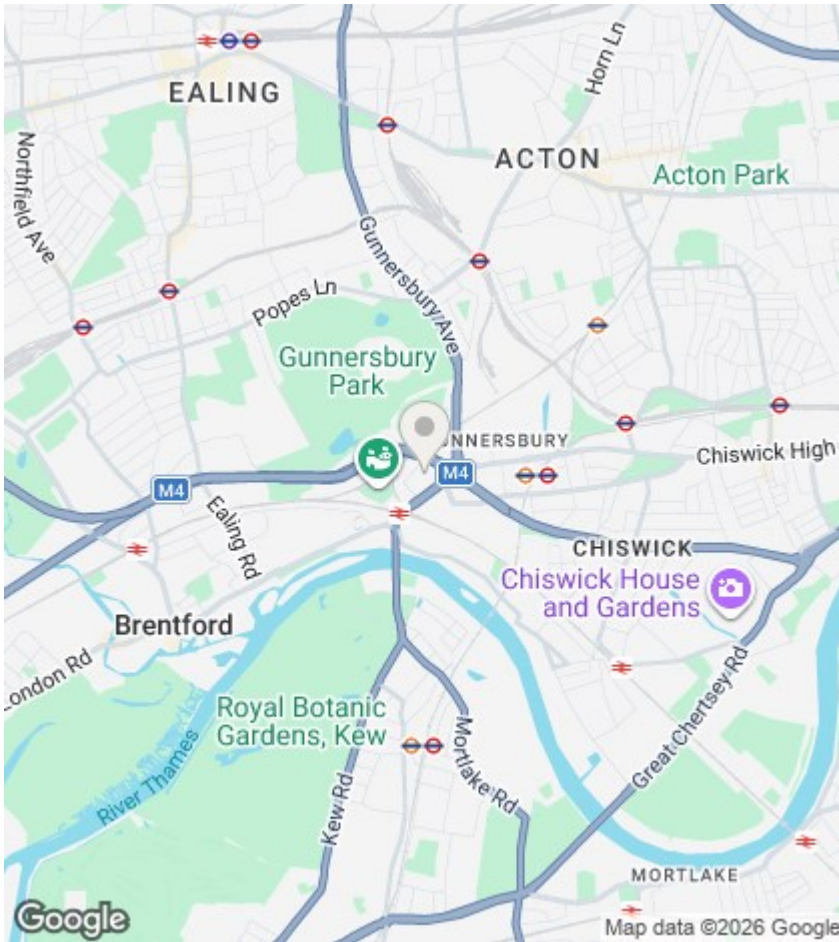 EALING
Horn Ln
ACTON
Acton Park
Northfield Ave
Gunnersbury Ave
Popes Ln
Gunnersbury
Park
UNNERSBURY
Chiswick High
M4
M4
Ealing Rd
CHISWICK
Chiswick House
and Gardens
Brentford
London Rd
Royal Botanic
Gardens, Kew
River Thames
Kew Rd
Mortlake Rd
Great Chertsey Rd
MORTLAKE
Google
Map data ©2026 Google